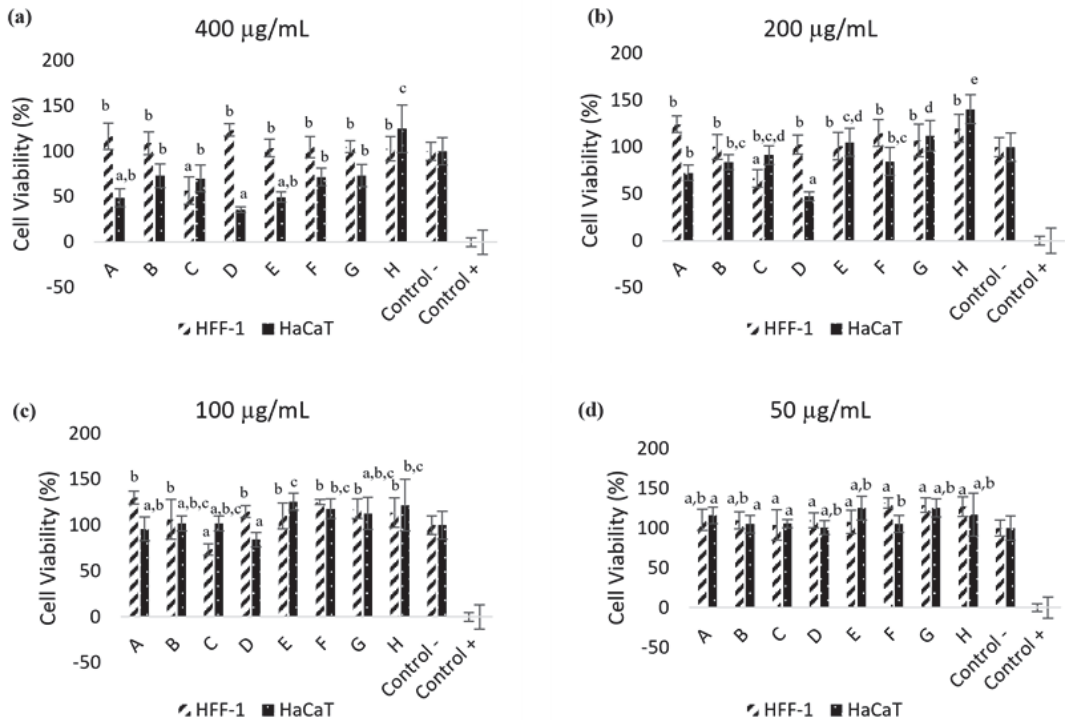 (a)
400 µg/mL
Cell Viability (%)
200
150
100
50
0
-50
b
a,b
b
b
a
b
b
a
b
a,b
b
b
b
b
b
c
A
B
C
D
E
F
G
H
Control -
Control +
HFF-1
HaCaT
(b)
200 µg/mL
Cell Viability (%)
200
150
100
50
0
-50
b
b
b
b,c
a
b,c,d
b
a
b
c,d
b
b,c
b
d
b
e
A
B
C
D
E
F
G
H
Control -
Control +
HFF-1
HaCaT
(c)
100 µg/mL
Cell Viability (%)
200
150
100
50
0
-50
b
a,b
b
a,b,c
a
a,b,c
b
a
b
c
b
b,c
b
a,b,c
b
b,c
A
B
C
D
E
F
G
H
Control -
Control +
HFF-1
HaCaT
(d)
50 µg/mL
Cell Viability (%)
200
150
100
50
0
-50
a,b
a
a,b
a
a
a
a
a,b
a
a,b
a
b
a
a,b
a
a,b
A
B
C
D
E
F
G
H
Control -
Control +
HFF-1
HaCaT